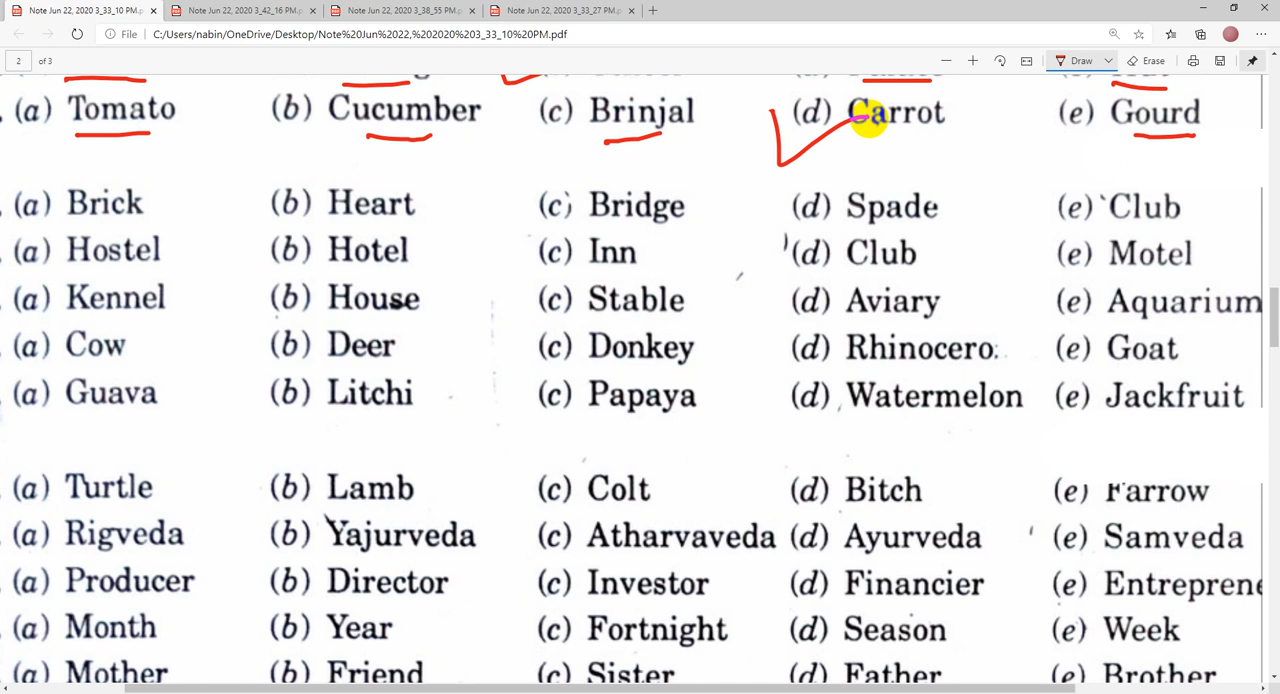 Note Jun 22, 2020 3_33_10 PM.p Note Jun 22, 2020 3_42_16 PM.p Note Jun 22, 2020 3_38_55 PM.p Note Jun 22, 2020 3_33_27 PM.p
File C:/Users/nabin/OneDrive/Desktop/Note%20Jun%2022,%202020%203_33_10%20PM.pdf
2 of 3 Draw Erase
(a) Tomato (b) Cucumber (c) Brinjal (d) Carrot (e) Gourd
(a) Brick (b) Heart (c) Bridge (d) Spade (e) Club
(a) Hostel (b) Hotel (c) Inn (d) Club (e) Motel
(a) Kennel (b) House (c) Stable (d) Aviary (e) Aquarium
(a) Cow (b) Deer (c) Donkey (d) Rhinocero (e) Goat
(a) Guava (b) Litchi (c) Papaya (d) Watermelon (e) Jackfruit
(a) Turtle (b) Lamb (c) Colt (d) Bitch (e) Farrow
(a) Rigveda (b) Yajurveda (c) Atharvaveda (d) Ayurveda (e) Samveda
(a) Producer (b) Director (c) Investor (d) Financier (e) Entreprene
(a) Month (b) Year (c) Fortnight (d) Season (e) Week
(a) Mother (b) Friend (c) Sister (d) Father (e) Brother